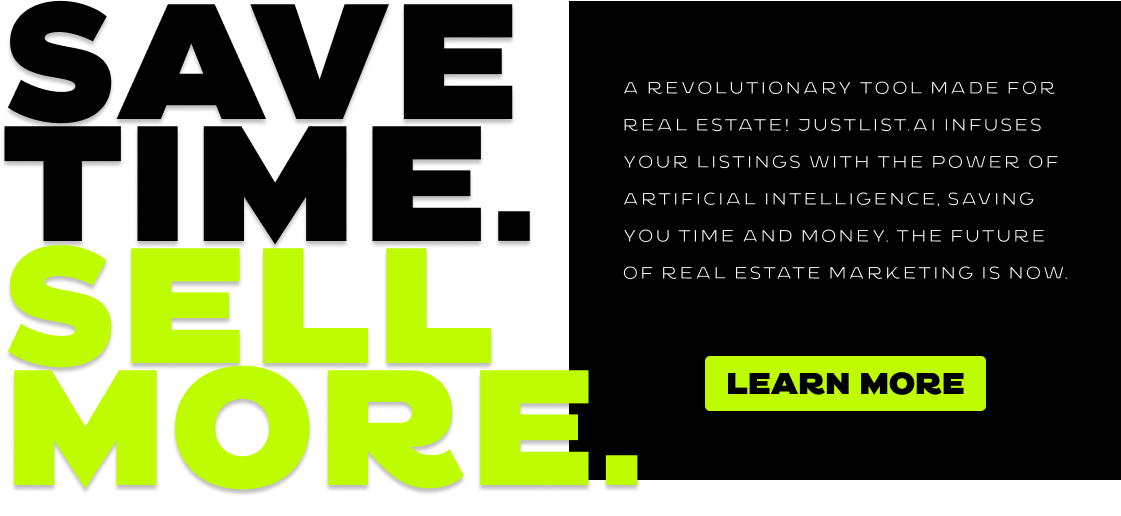 SAVE
TIME.
SELL
MORE.
A REVOLUTIONARY TOOL MADE FOR
REAL ESTATE! JUSTLIST.AI INFUSES
YOUR LISTINGS WITH THE POWER OF
ARTIFICIAL INTELLIGENCE, SAVING
YOU TIME AND MONEY. THE FUTURE
OF REAL ESTATE MARKETING IS NOW.
LEARN MORE